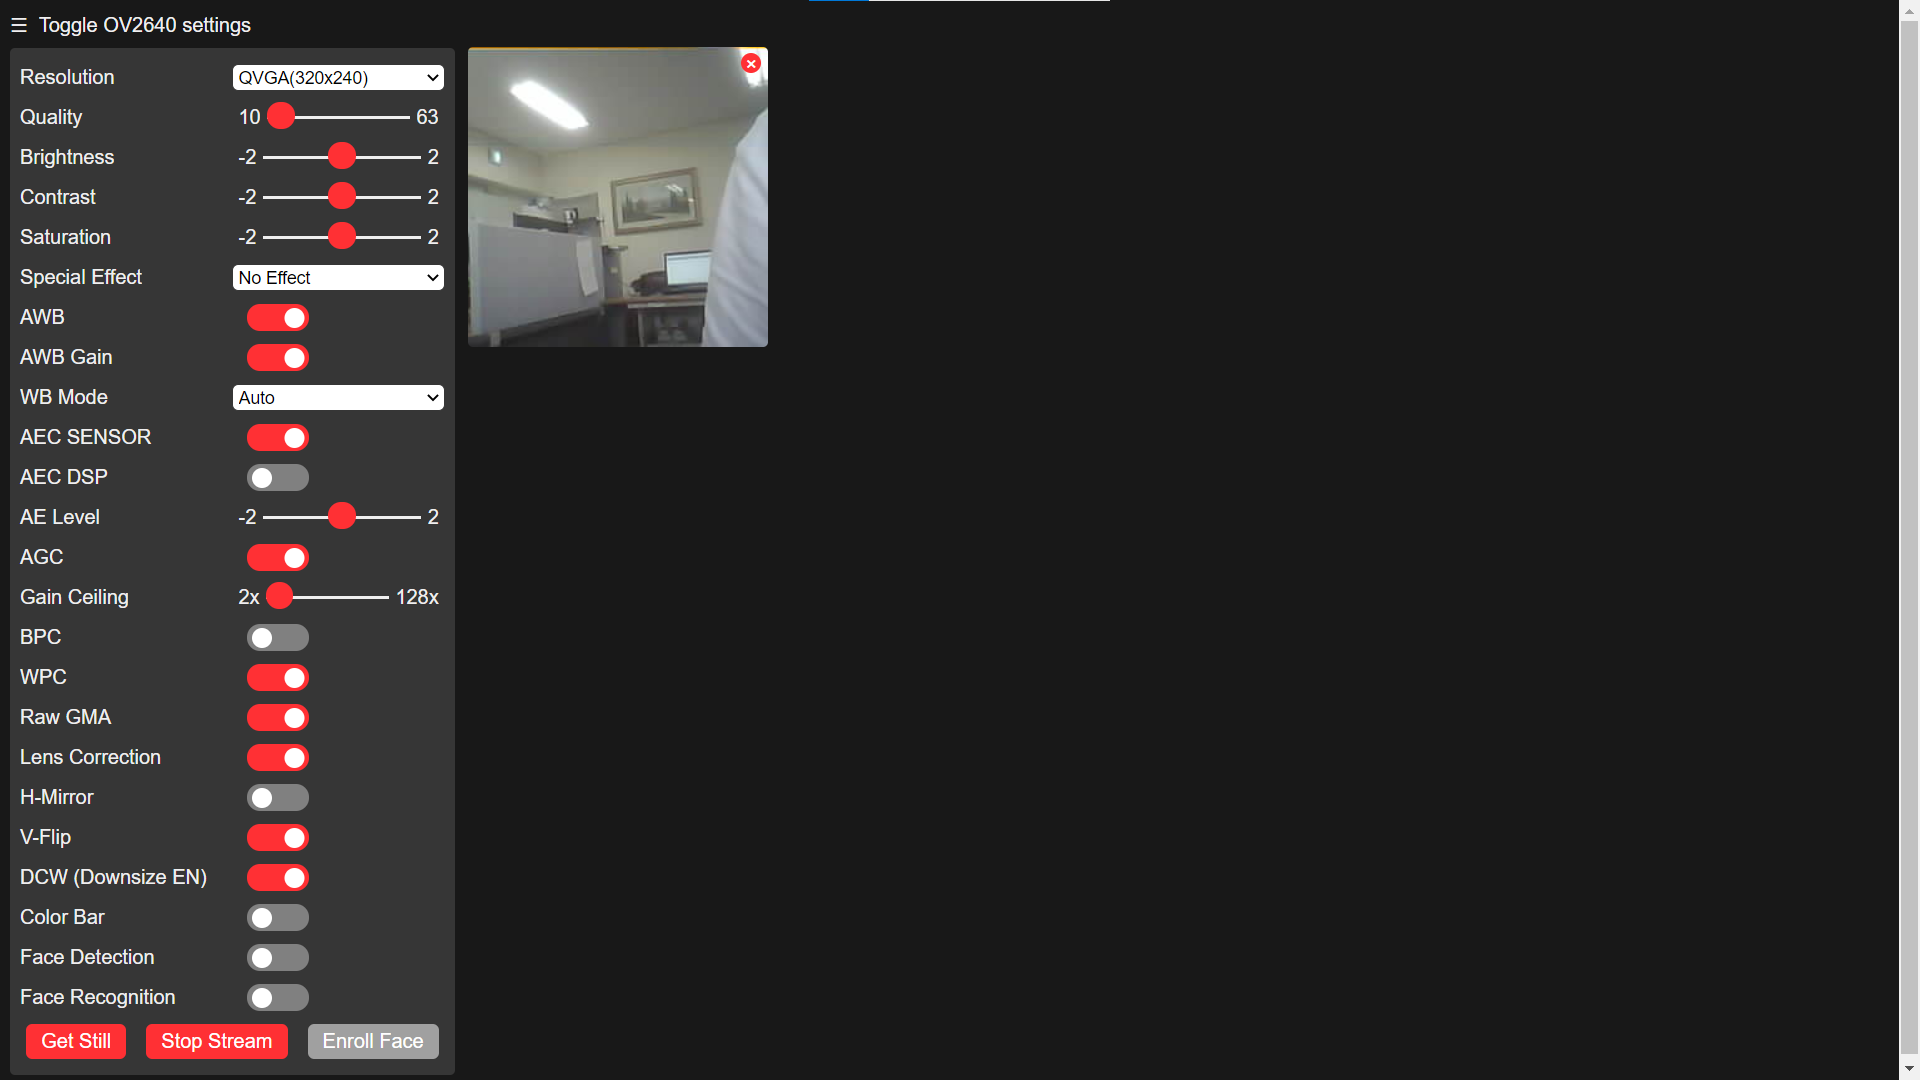 ☰ Toggle OV2640 settings
Resolution QVGA(320x240)
Quality 10 63
Brightness -2 2
Contrast -2 2
Saturation -2 2
Special Effect No Effect
AWB
AWB Gain
WB Mode Auto
AEC SENSOR
AEC DSP
AE Level -2 2
AGC
Gain Ceiling 2x 128x
BPC
WPC
Raw GMA
Lens Correction
H-Mirror
V-Flip
DCW (Downsize EN)
Color Bar
Face Detection
Face Recognition
Get Still Stop Stream Enroll Face